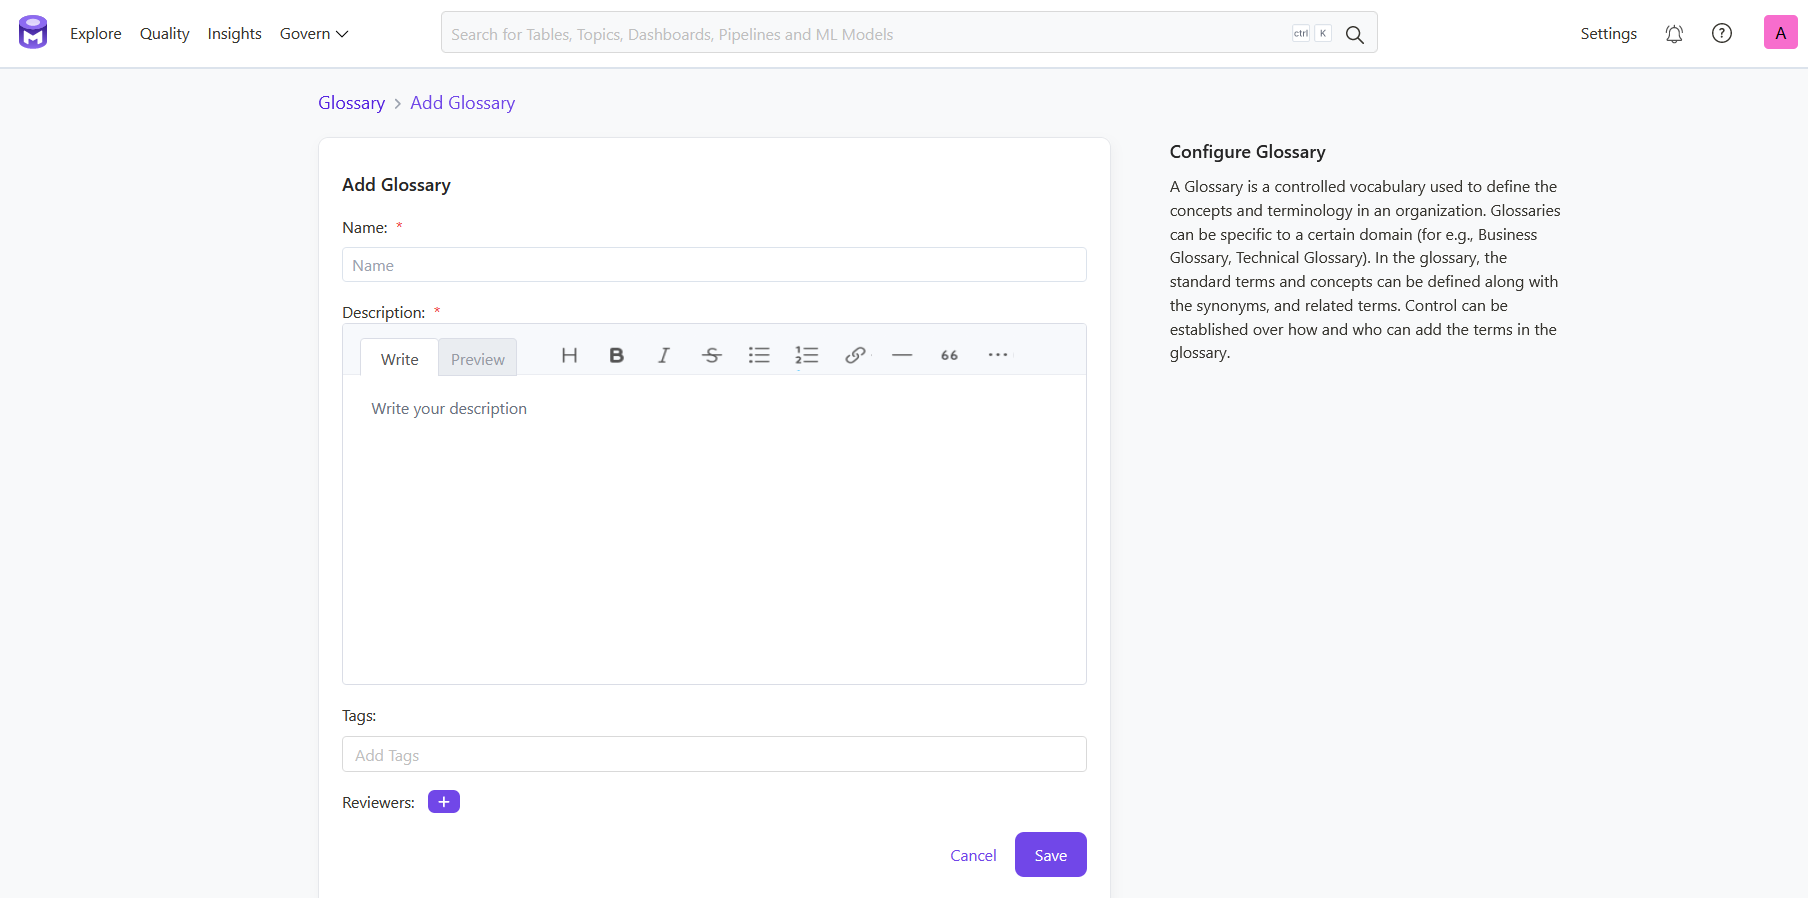 Explore Quality Insights Govern
Search for Tables, Topics, Dashboards, Pipelines and ML Models
ctrl K
Settings
A
Glossary > Add Glossary
Add Glossary
Name: *
Name
Description: *
Write Preview
Write your description
Tags:
Add Tags
Reviewers: +
Cancel Save
Configure Glossary
A Glossary is a controlled vocabulary used to define the
concepts and terminology in an organization. Glossaries
can be specific to a certain domain (for e.g., Business
Glossary, Technical Glossary). In the glossary, the
standard terms and concepts can be defined along with
the synonyms, and related terms. Control can be
established over how and who can add the terms in the
glossary.